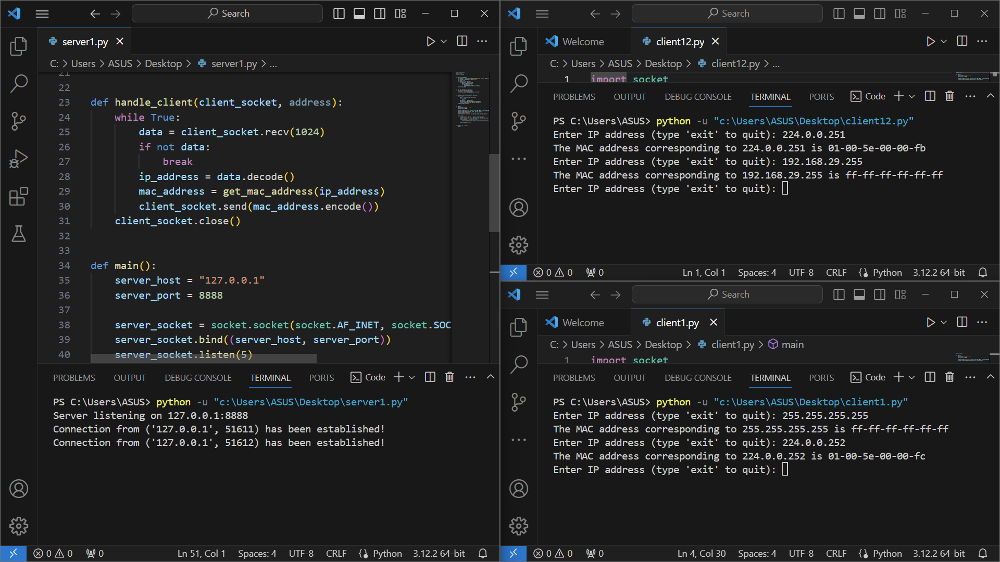 Search
server1.py
C: > Users > ASUS > Desktop > server1.py > ...
21
22
23 def handle_client(client_socket, address):
24 while True:
25 data = client_socket.recv(1024)
26 if not data:
27 break
28 ip_address = data.decode()
29 mac_address = get_mac_address(ip_address)
30 client_socket.send(mac_address.encode())
31 client_socket.close()
32
33
34 def main():
35 server_host = "127.0.0.1"
36 server_port = 8888
37
38 server_socket = socket.socket(socket.AF_INET, socket.SOC
39 server_socket.bind((server_host, server_port))
40 server_socket.listen(5)
PROBLEMS OUTPUT DEBUG CONSOLE TERMINAL PORTS Code
PS C:\Users\ASUS> python -u "c:\Users\ASUS\Desktop\server1.py"
Server listening on 127.0.0.1:8888
Connection from ('127.0.0.1', 51611) has been established!
Connection from ('127.0.0.1', 51612) has been established!
0 0 0 Ln 51, Col 1 Spaces: 4 UTF-8 CRLF Python 3.12.2 64-bit
Search
Welcome client12.py
C: > Users > ASUS > Desktop > client12.py > ...
1 import socket
PROBLEMS OUTPUT DEBUG CONSOLE TERMINAL PORTS Code
PS C:\Users\ASUS> python -u "c:\Users\ASUS\Desktop\client12.py"
Enter IP address (type 'exit' to quit): 224.0.0.251
The MAC address corresponding to 224.0.0.251 is 01-00-5e-00-00-fb
Enter IP address (type 'exit' to quit): 192.168.29.255
The MAC address corresponding to 192.168.29.255 is ff-ff-ff-ff-ff-ff
Enter IP address (type 'exit' to quit):
0 0 0 Ln 1, Col 1 Spaces: 4 UTF-8 CRLF Python 3.12.2 64-bit
Search
Welcome client1.py
C: > Users > ASUS > Desktop > client1.py > main
1 import socket
PROBLEMS OUTPUT DEBUG CONSOLE TERMINAL PORTS Code
PS C:\Users\ASUS> python -u "c:\Users\ASUS\Desktop\client1.py"
Enter IP address (type 'exit' to quit): 255.255.255.255
The MAC address corresponding to 255.255.255.255 is ff-ff-ff-ff-ff-ff
Enter IP address (type 'exit' to quit): 224.0.0.252
The MAC address corresponding to 224.0.0.252 is 01-00-5e-00-00-fc
Enter IP address (type 'exit' to quit):
0 0 0 Ln 4, Col 30 Spaces: 4 UTF-8 CRLF Python 3.12.2 64-bit